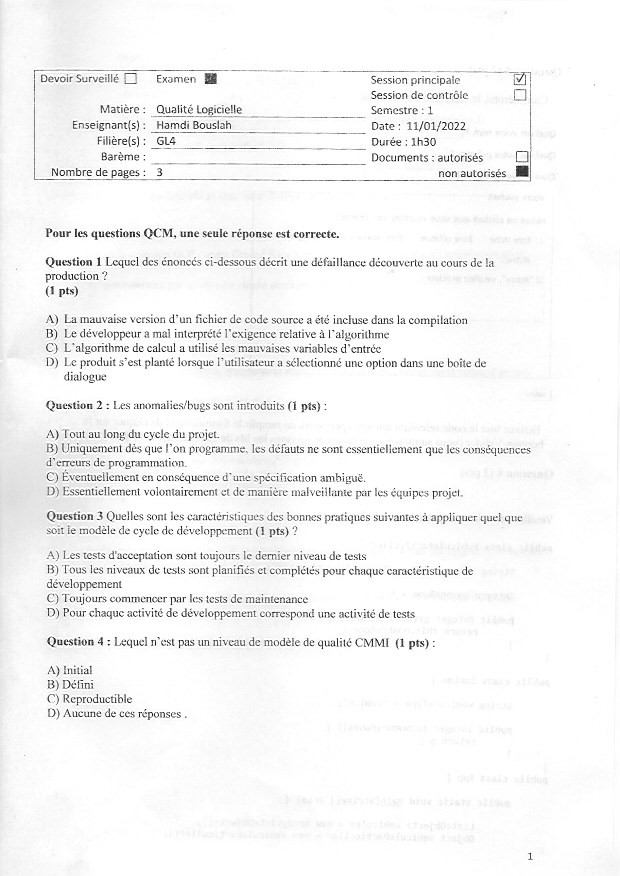 Devoir Surveillé ☐ Examen ■ Session principale ☑
Session de contrôle ☐
Matière : Qualité Logicielle Semestre : 1
Enseignant(s) : Hamdi Bouslah Date : 11/01/2022
Filière(s) : GL4 Durée : 1h30
Barème : Documents : autorisés ☐
Nombre de pages : 3 non autorisés ■
Pour les questions QCM, une seule réponse est correcte.
Question 1 Lequel des énoncés ci-dessous décrit une défaillance découverte au cours de la
production ?
(1 pts)
A) La mauvaise version d’un fichier de code source a été incluse dans la compilation
B) Le développeur a mal interprété l’exigence relative à l’algorithme
C) L’algorithme de calcul a utilisé les mauvaises variables d’entrée
D) Le produit s’est planté lorsque l’utilisateur a sélectionné une option dans une boîte de
dialogue
Question 2 : Les anomalies/bugs sont introduits (1 pts) :
A) Tout au long du cycle du projet.
B) Uniquement dès que l’on programme, les défauts ne sont essentiellement que les conséquences
d’erreurs de programmation.
C) Éventuellement en conséquence d’une spécification ambiguë.
D) Essentiellement volontairement et de manière malveillante par les équipes projet.
Question 3 Quelles sont les caractéristiques des bonnes pratiques suivantes à appliquer quel que
soit le modèle de cycle de développement (1 pts) ?
A) Les tests d'acceptation sont toujours le dernier niveau de tests
B) Tous les niveaux de tests sont planifiés et complétés pour chaque caractéristique de
développement
C) Toujours commencer par les tests de maintenance
D) Pour chaque activité de développement correspond une activité de tests
Question 4 : Lequel n’est pas un niveau de modèle de qualité CMMI (1 pts) :
A) Initial
B) Défini
C) Reproductible
D) Aucune de ces réponses .
1